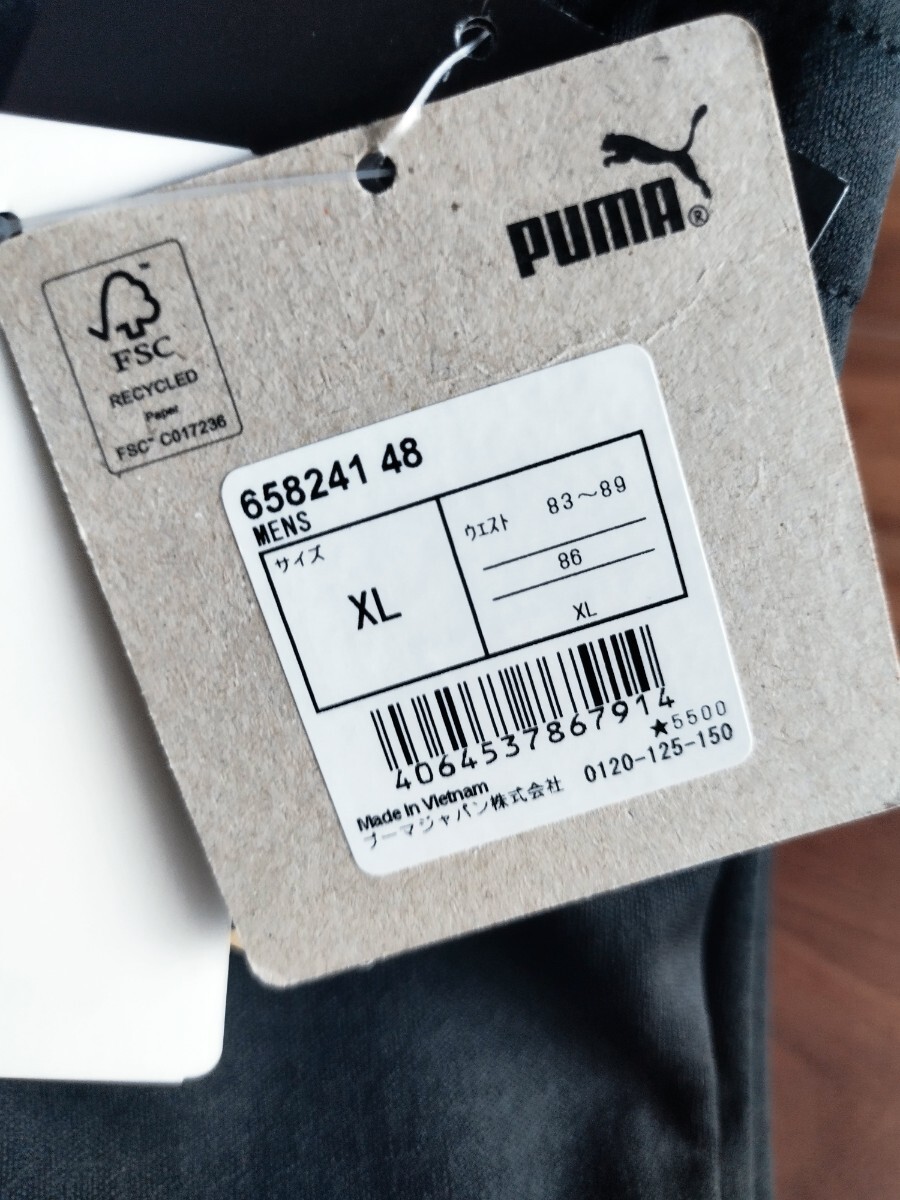 PUMA®
FSC™
RECYCLED
Paper
FSC™ C017236
658241 48
MENS
サイズ
XL
ウエスト 83~89
86
XL
4064537867914
★5500
Made In Vietnam 0120-125-150
プーマジャパン株式会社